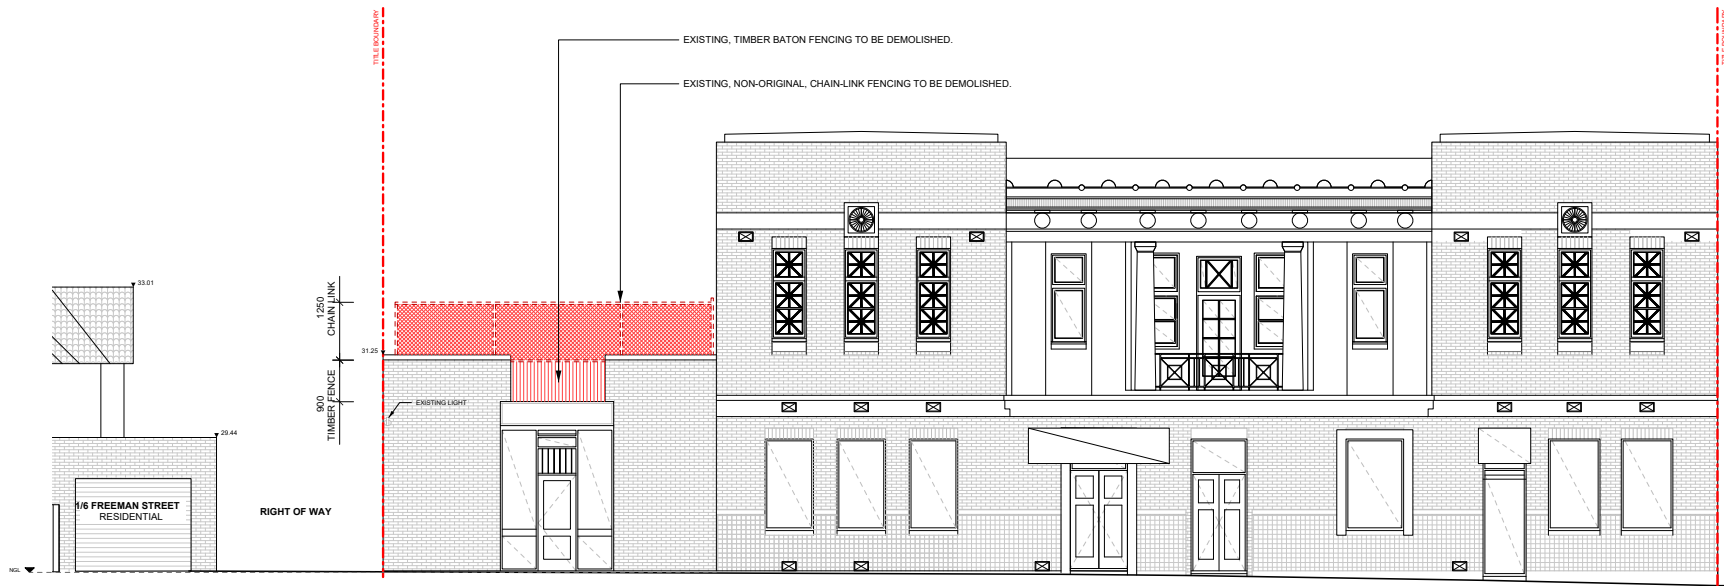 TITLE BOUNDARY
TITLE BOUNDARY
EXISTING, TIMBER BATON FENCING TO BE DEMOLISHED.
EXISTING, NON-ORIGINAL, CHAIN-LINK FENCING TO BE DEMOLISHED.
33.01
1250
CHAIN LINK
31.25
900
TIMBER FENCE
EXISTING LIGHT
29.44
1/6 FREEMAN STREET
RESIDENTIAL
RIGHT OF WAY
NGL